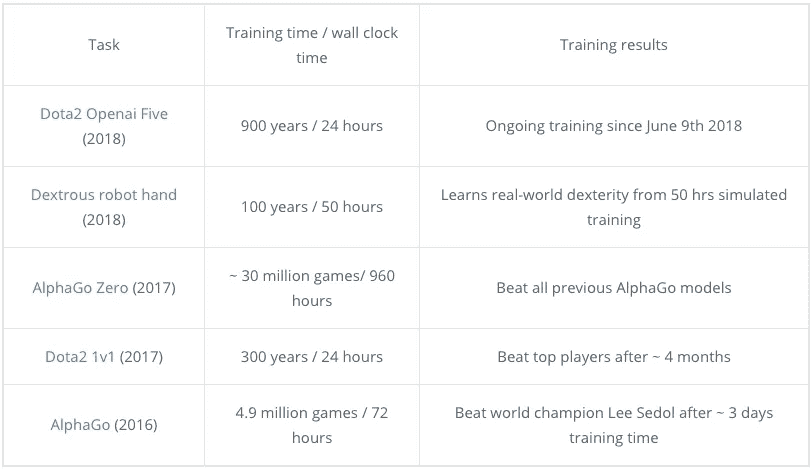 Task
Training time / wall clock
time
Training results
Dota2 Openai Five
(2018)
900 years / 24 hours
Ongoing training since June 9th 2018
Dextrous robot hand
(2018)
100 years / 50 hours
Learns real-world dexterity from 50 hrs simulated
training
AlphaGo Zero (2017)
~ 30 million games/ 960
hours
Beat all previous AlphaGo models
Dota2 1v1 (2017)
300 years / 24 hours
Beat top players after ~ 4 months
AlphaGo (2016)
4.9 million games / 72
hours
Beat world champion Lee Sedol after ~ 3 days
training time